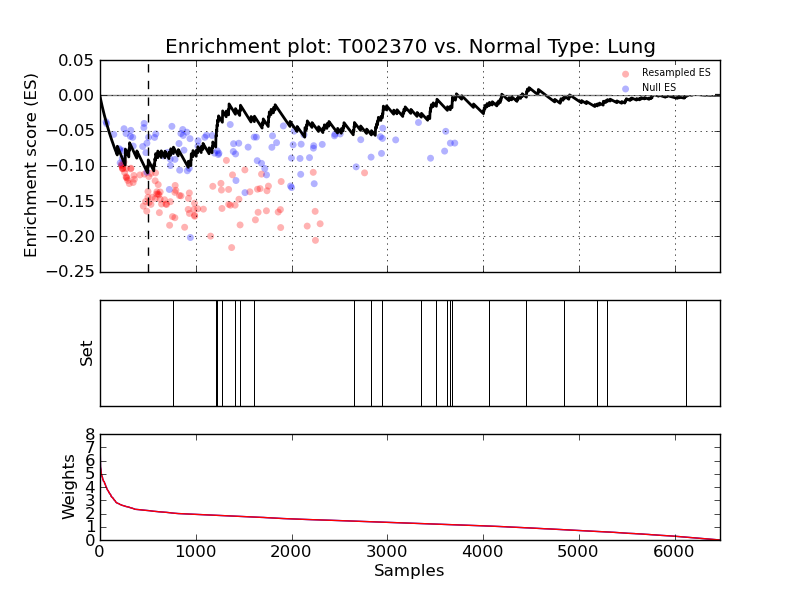 Enrichment plot: T002370 vs. Normal Type: Lung
Enrichment score (ES)
0.05
0.00
−0.05
−0.10
−0.15
−0.20
−0.25
Resampled ES
Null ES
Set
Weights
8
7
6
5
4
3
2
1
0
0 1000 2000 3000 4000 5000 6000
Samples